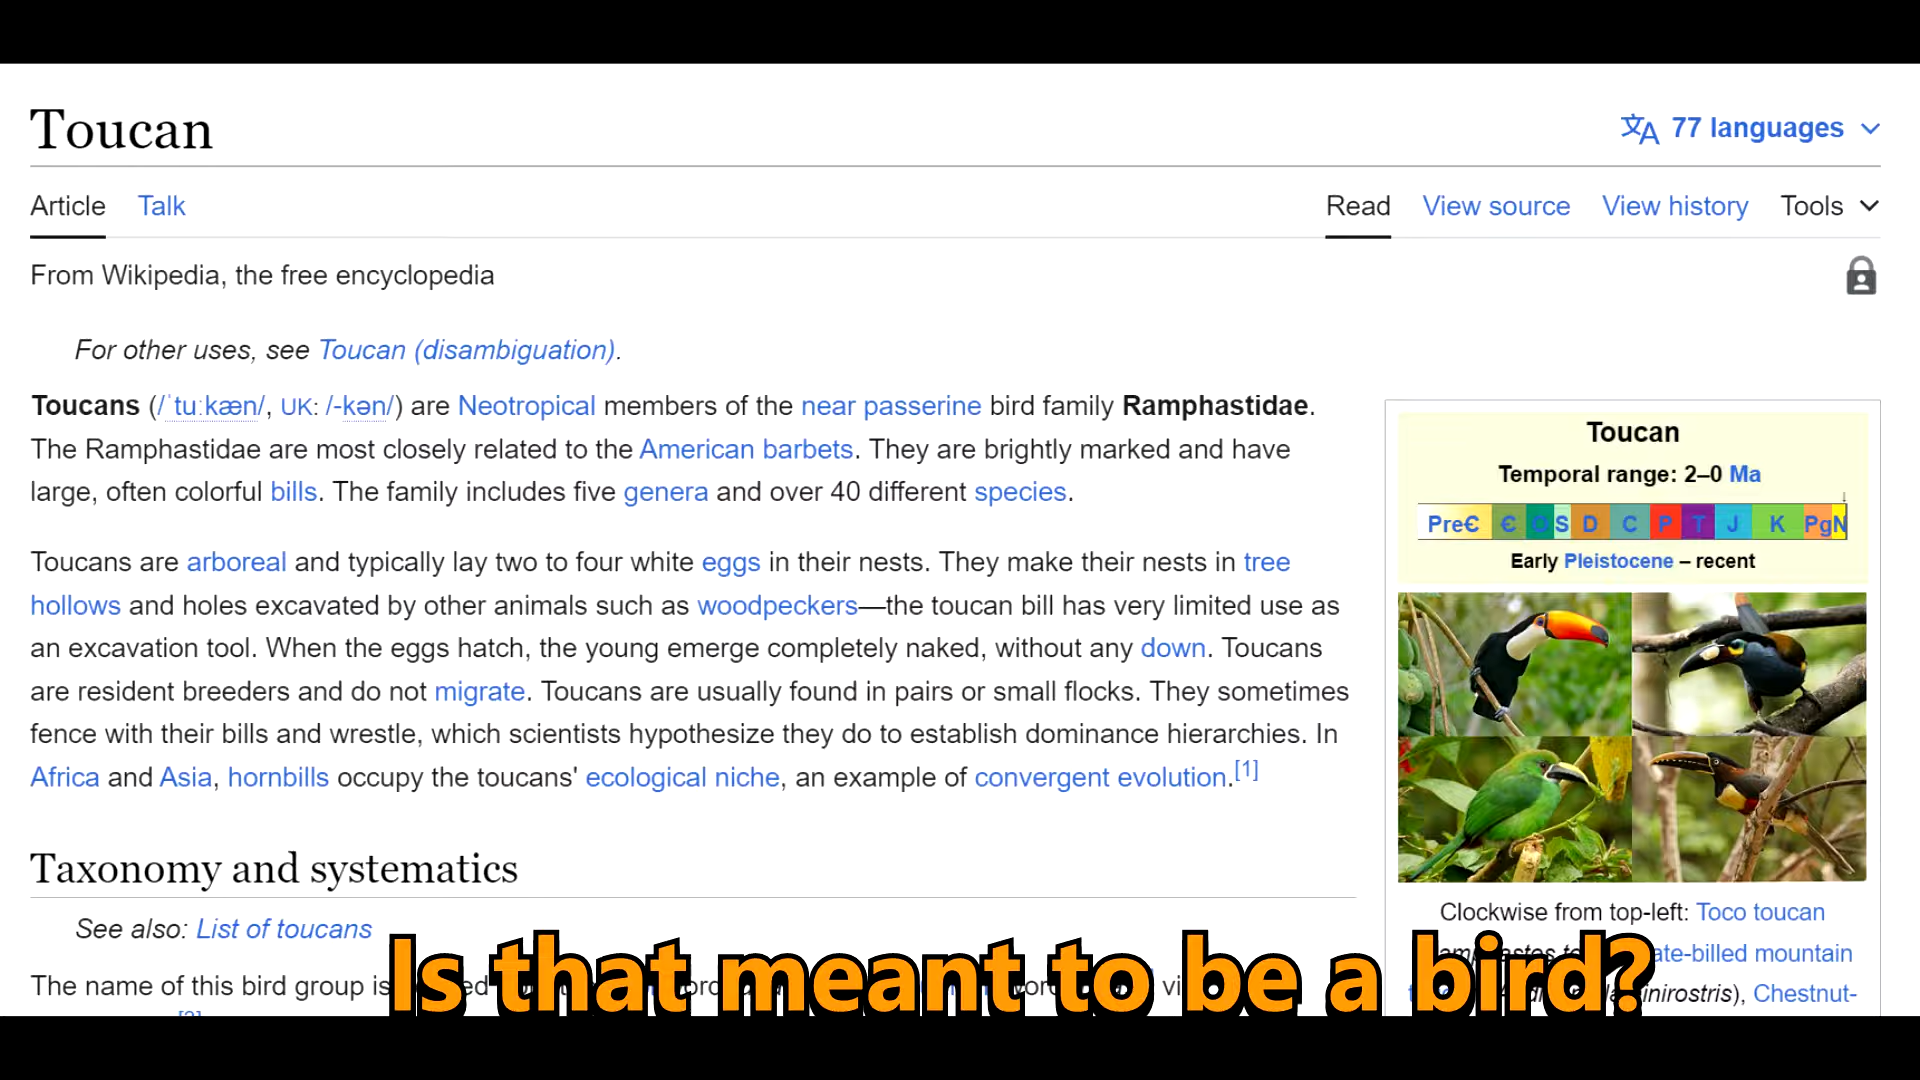 Toucan
77 languages
Article Talk
Read View source View history Tools
From Wikipedia, the free encyclopedia
For other uses, see Toucan (disambiguation).
Toucans (/ˈtuːkæn/, UK: /-kən/) are Neotropical members of the near passerine bird family Ramphastidae.
The Ramphastidae are most closely related to the American barbets. They are brightly marked and have
large, often colorful bills. The family includes five genera and over 40 different species.
Toucans are arboreal and typically lay two to four white eggs in their nests. They make their nests in tree
hollows and holes excavated by other animals such as woodpeckers—the toucan bill has very limited use as
an excavation tool. When the eggs hatch, the young emerge completely naked, without any down. Toucans
are resident breeders and do not migrate. Toucans are usually found in pairs or small flocks. They sometimes
fence with their bills and wrestle, which scientists hypothesize they do to establish dominance hierarchies. In
Africa and Asia, hornbills occupy the toucans' ecological niche, an example of convergent evolution.[1]
Toucan
Temporal range: 2–0 Ma
PreꞒ Ꞓ O S D C P T J K Pg N
Early Pleistocene – recent
Clockwise from top-left: Toco toucan
mountain
Chestnut-
Taxonomy and systematics
See also: List of toucans
The name of this bird group is
Is that meant to be a bird?